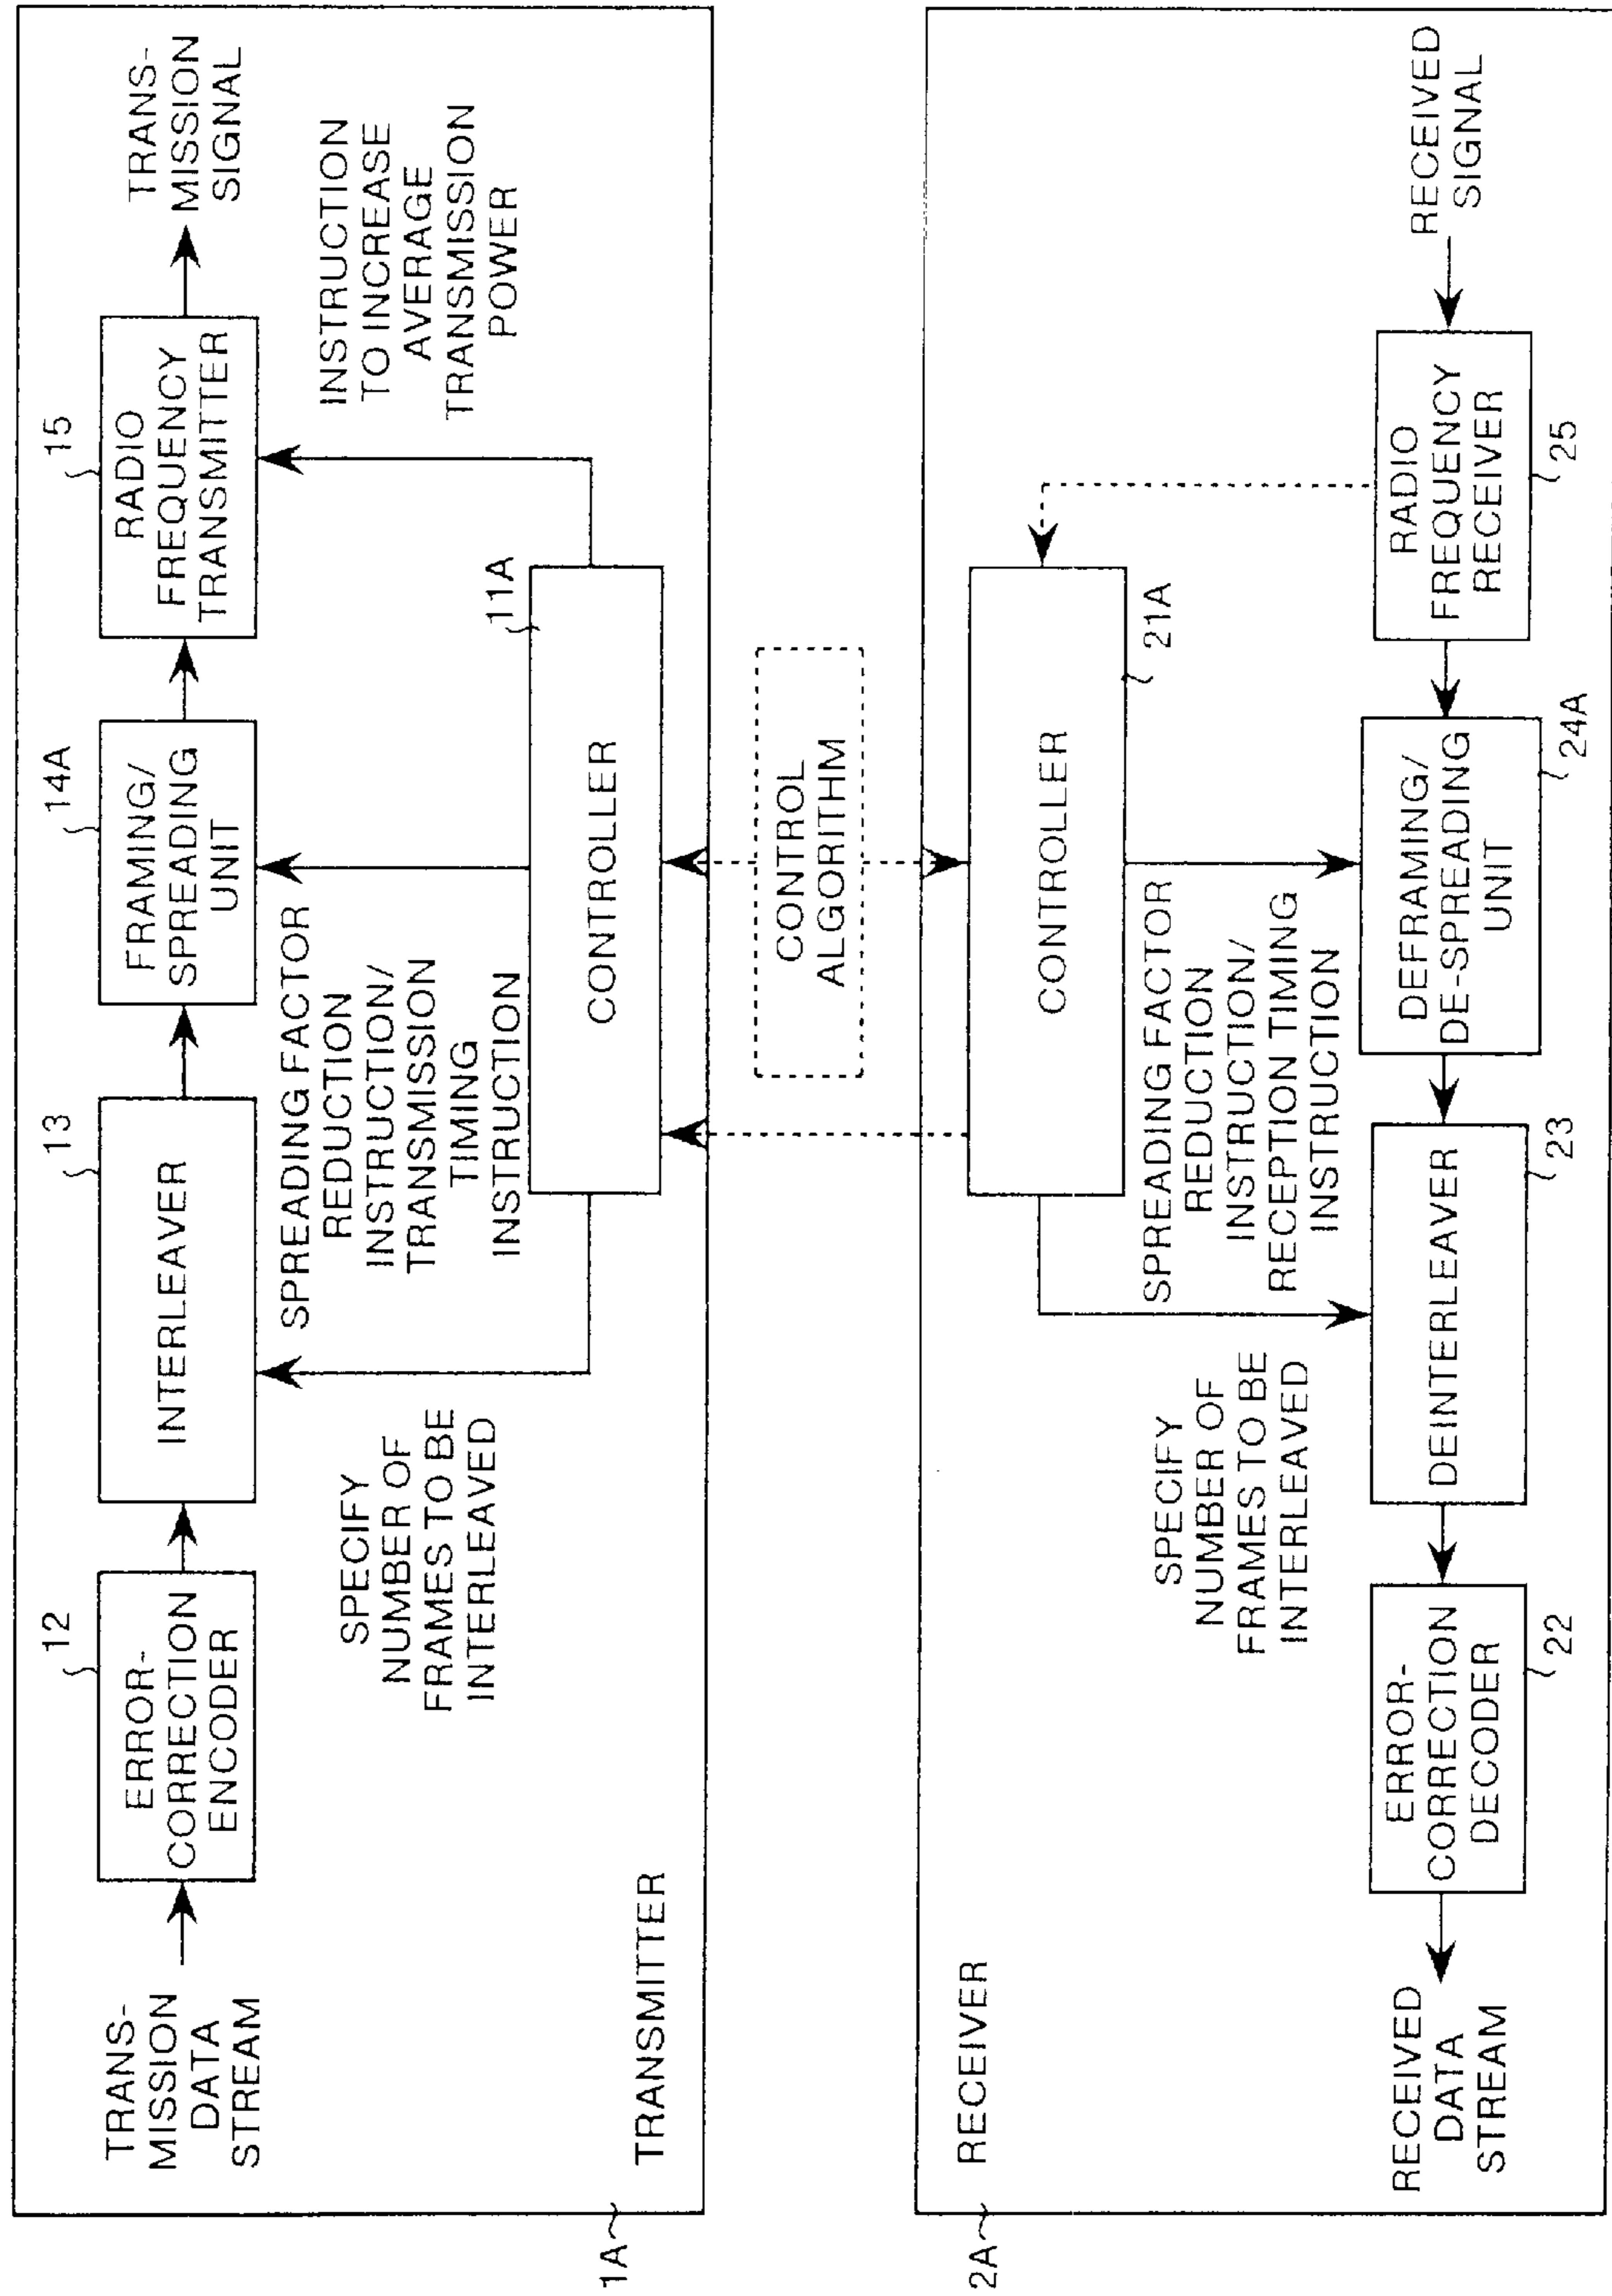 TRANS-
MISSION
DATA
STREAM
12
ERROR-
CORRECTION
ENCODER
13
INTERLEAVER
14A
FRAMING/
SPREADING
UNIT
15
RADIO
FREQUENCY
TRANSMITTER
TRANS-
MISSION
SIGNAL
SPECIFY
NUMBER OF
FRAMES TO BE
INTERLEAVED
SPREADING FACTOR
REDUCTION
INSTRUCTION/
TRANSMISSION
TIMING
INSTRUCTION
INSTRUCTION
TO INCREASE
AVERAGE
TRANSMISSION
POWER
11A
CONTROLLER
TRANSMITTER
1A
CONTROL
ALGORITHM
2A
RECEIVER
CONTROLLER
21A
SPECIFY
NUMBER OF
FRAMES TO BE
INTERLEAVED
SPREADING FACTOR
REDUCTION
INSTRUCTION/
RECEPTION TIMING
INSTRUCTION
RECEIVED
DATA
STREAM
ERROR-
CORRECTION
DECODER
22
DEINTERLEAVER
23
DEFRAMING/
DE-SPREADING
UNIT
24A
RADIO
FREQUENCY
RECEIVER
25
RECEIVED
SIGNAL